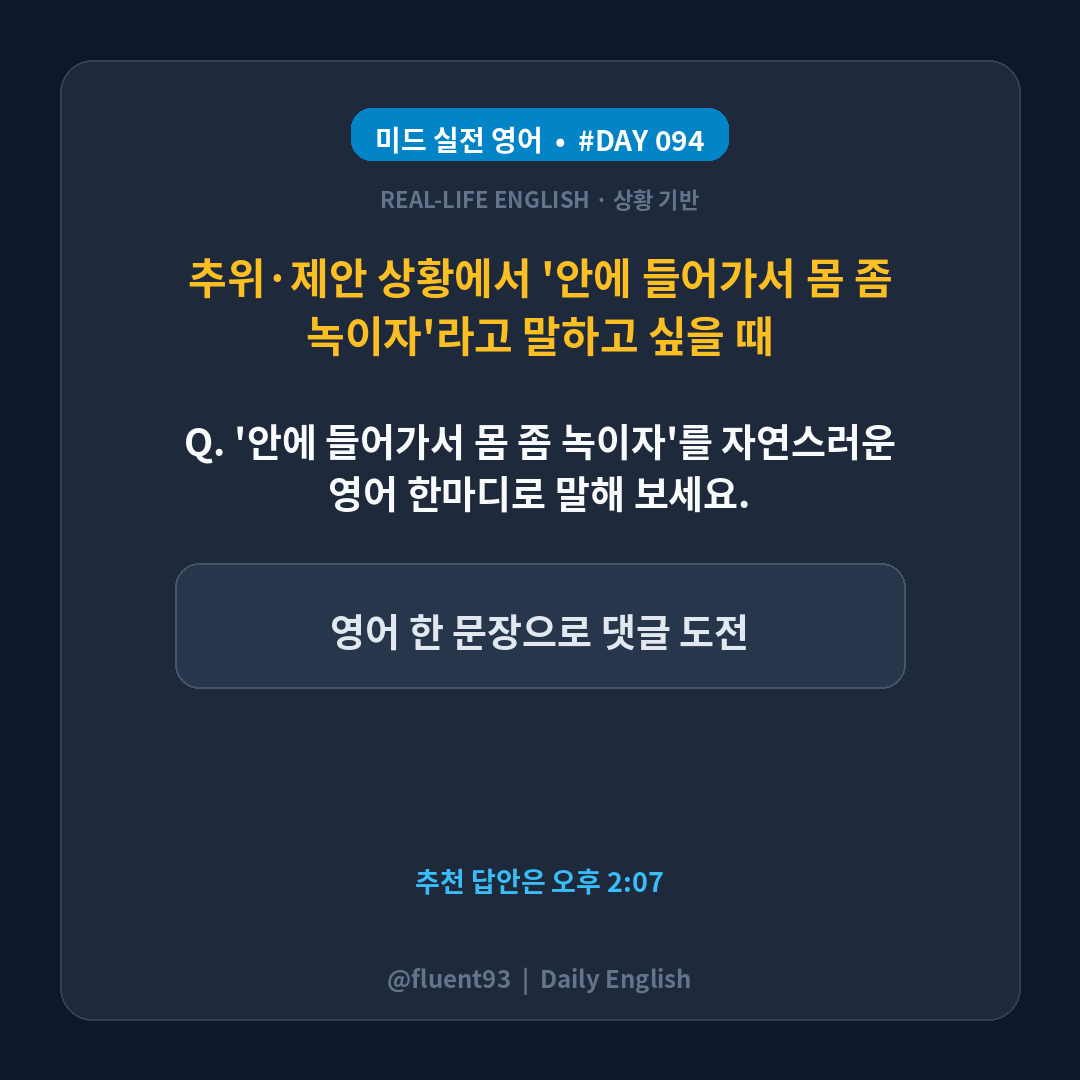 미드 실전 영어 • #DAY 094
REAL-LIFE ENGLISH · 상황 기반
추위·제안 상황에서 '안에 들어가서 몸 좀
녹이자'라고 말하고 싶을 때
Q. '안에 들어가서 몸 좀 녹이자'를 자연스러운
영어 한마디로 말해 보세요.
영어 한 문장으로 댓글 도전
추천 답안은 오후 2:07
@fluent93 | Daily English